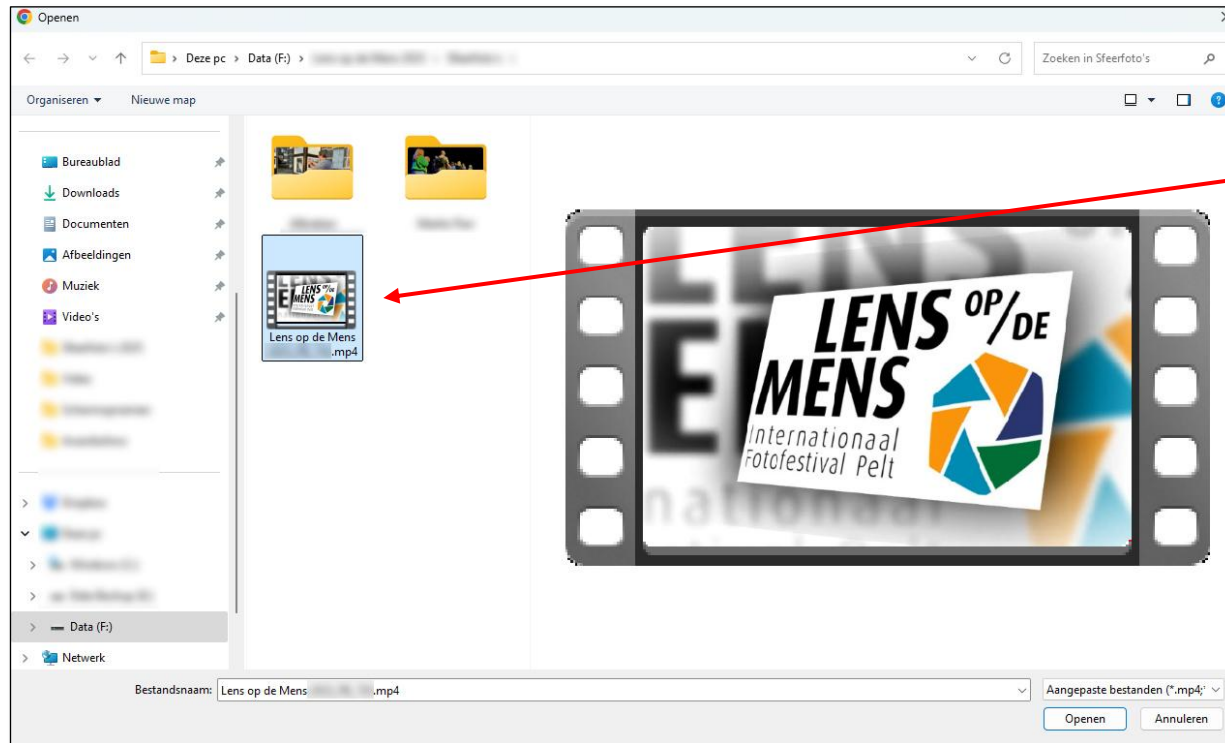 Openen
Deze pc > Data (F:) >
Zoeken in Sfeerfoto's
Organiseren
Nieuwe map
Bureaublad
Downloads
Documenten
Afbeeldingen
Muziek
Video's
Data (F:)
Netwerk
Lens op de Mens
.mp4
LENS OP/DE
MENS
Internationaal
Fotofestival Pelt
Bestandsnaam: Lens op de Mens .mp4
Aangepaste bestanden (*.mp4;*
Openen
Annuleren